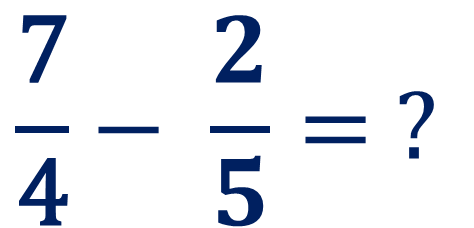 7/4 − 2/5 = ?